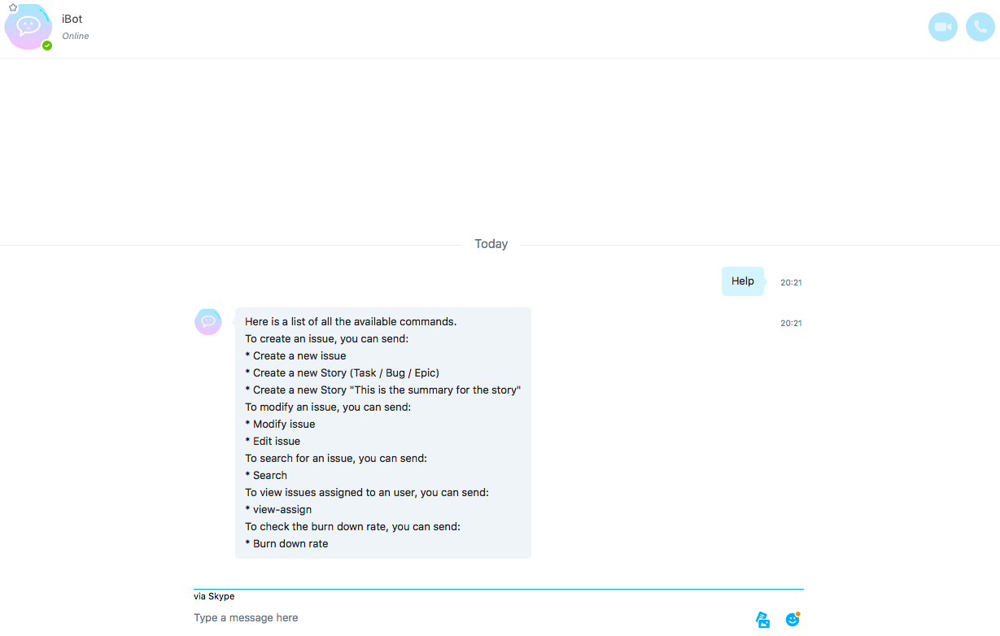 iBot
Online
Today
Help
20:21
Here is a list of all the available commands.
20:21
To create an issue, you can send:
* Create a new issue
* Create a new Story (Task / Bug / Epic)
* Create a new Story "This is the summary for the story"
To modify an issue, you can send:
* Modify issue
* Edit issue
To search for an issue, you can send:
* Search
To view issues assigned to an user, you can send:
* view-assign
To check the burn down rate, you can send:
* Burn down rate
via Skype
Type a message here